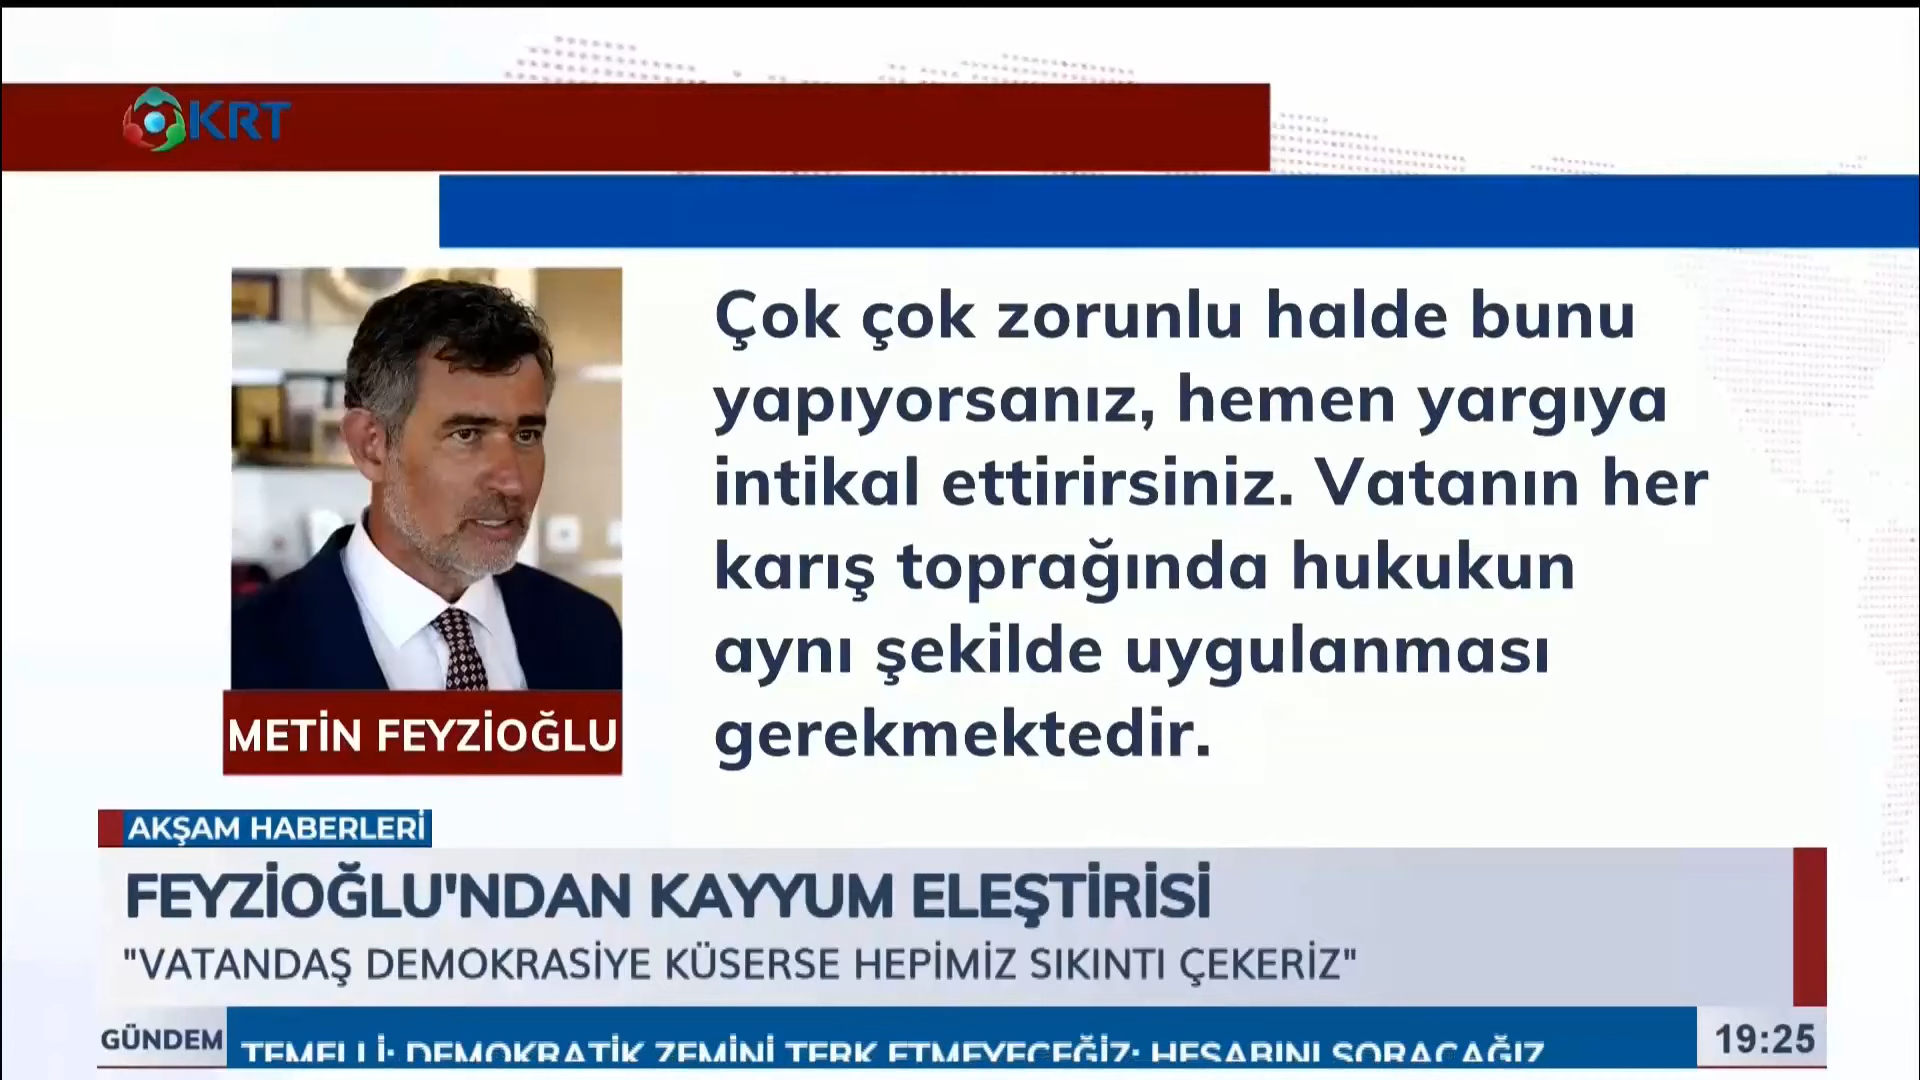 KRT
Çok çok zorunlu halde bunu
yapıyorsanız, hemen yargıya
intikal ettirirsiniz. Vatanın her
karış toprağında hukukun
aynı şekilde uygulanması
gerekmektedir.
METİN FEYZİOĞLU
AKŞAM HABERLERİ
FEYZİOĞLU'NDAN KAYYUM ELEŞTİRİSİ
"VATANDAŞ DEMOKRASİYE KÜSERSE HEPİMİZ SIKINTI ÇEKERİZ"
GÜNDEM
TEMELLİ: DEMOKRATİK ZEMİNİ TERK ETMEYECEĞİZ; HESABINI SORACAĞIZ
19:25